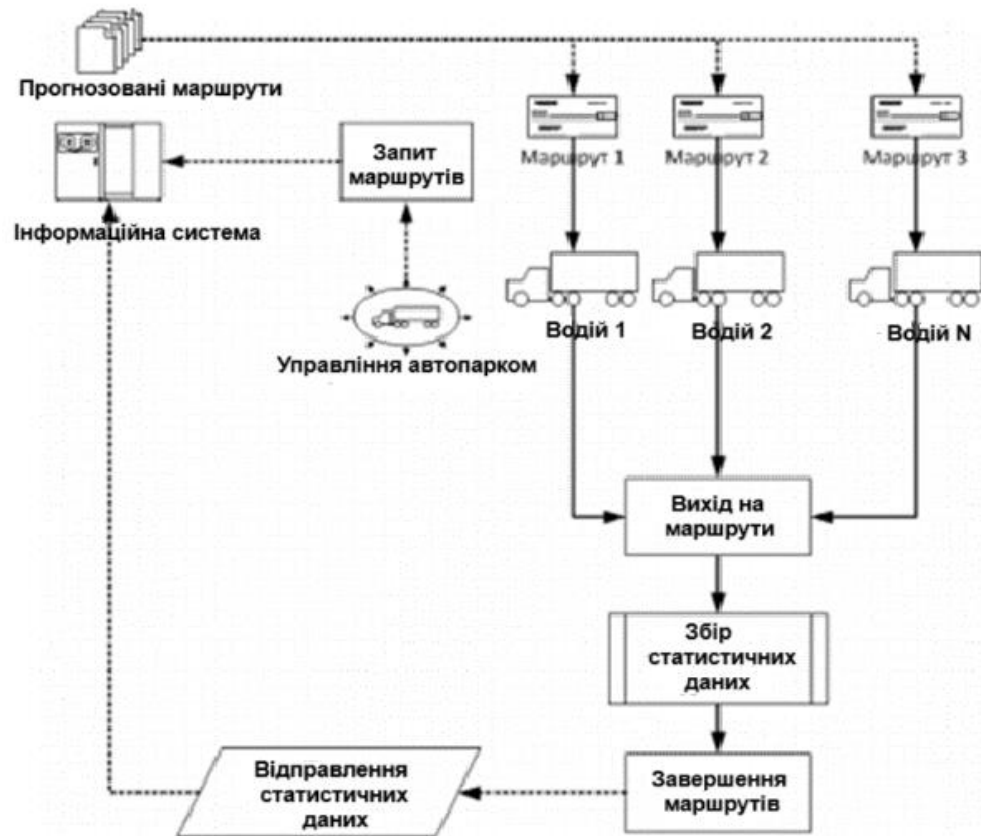 Прогнозовані маршрути
Маршрут 1
Маршрут 2
Маршрут 3
Запит
маршрутів
Інформаційна система
Управління автопарком
Водій 1
Водій 2
Водій N
Вихід на
маршрути
Збір
статистичних
даних
Відправлення
статистичних
даних
Завершення
маршрутів